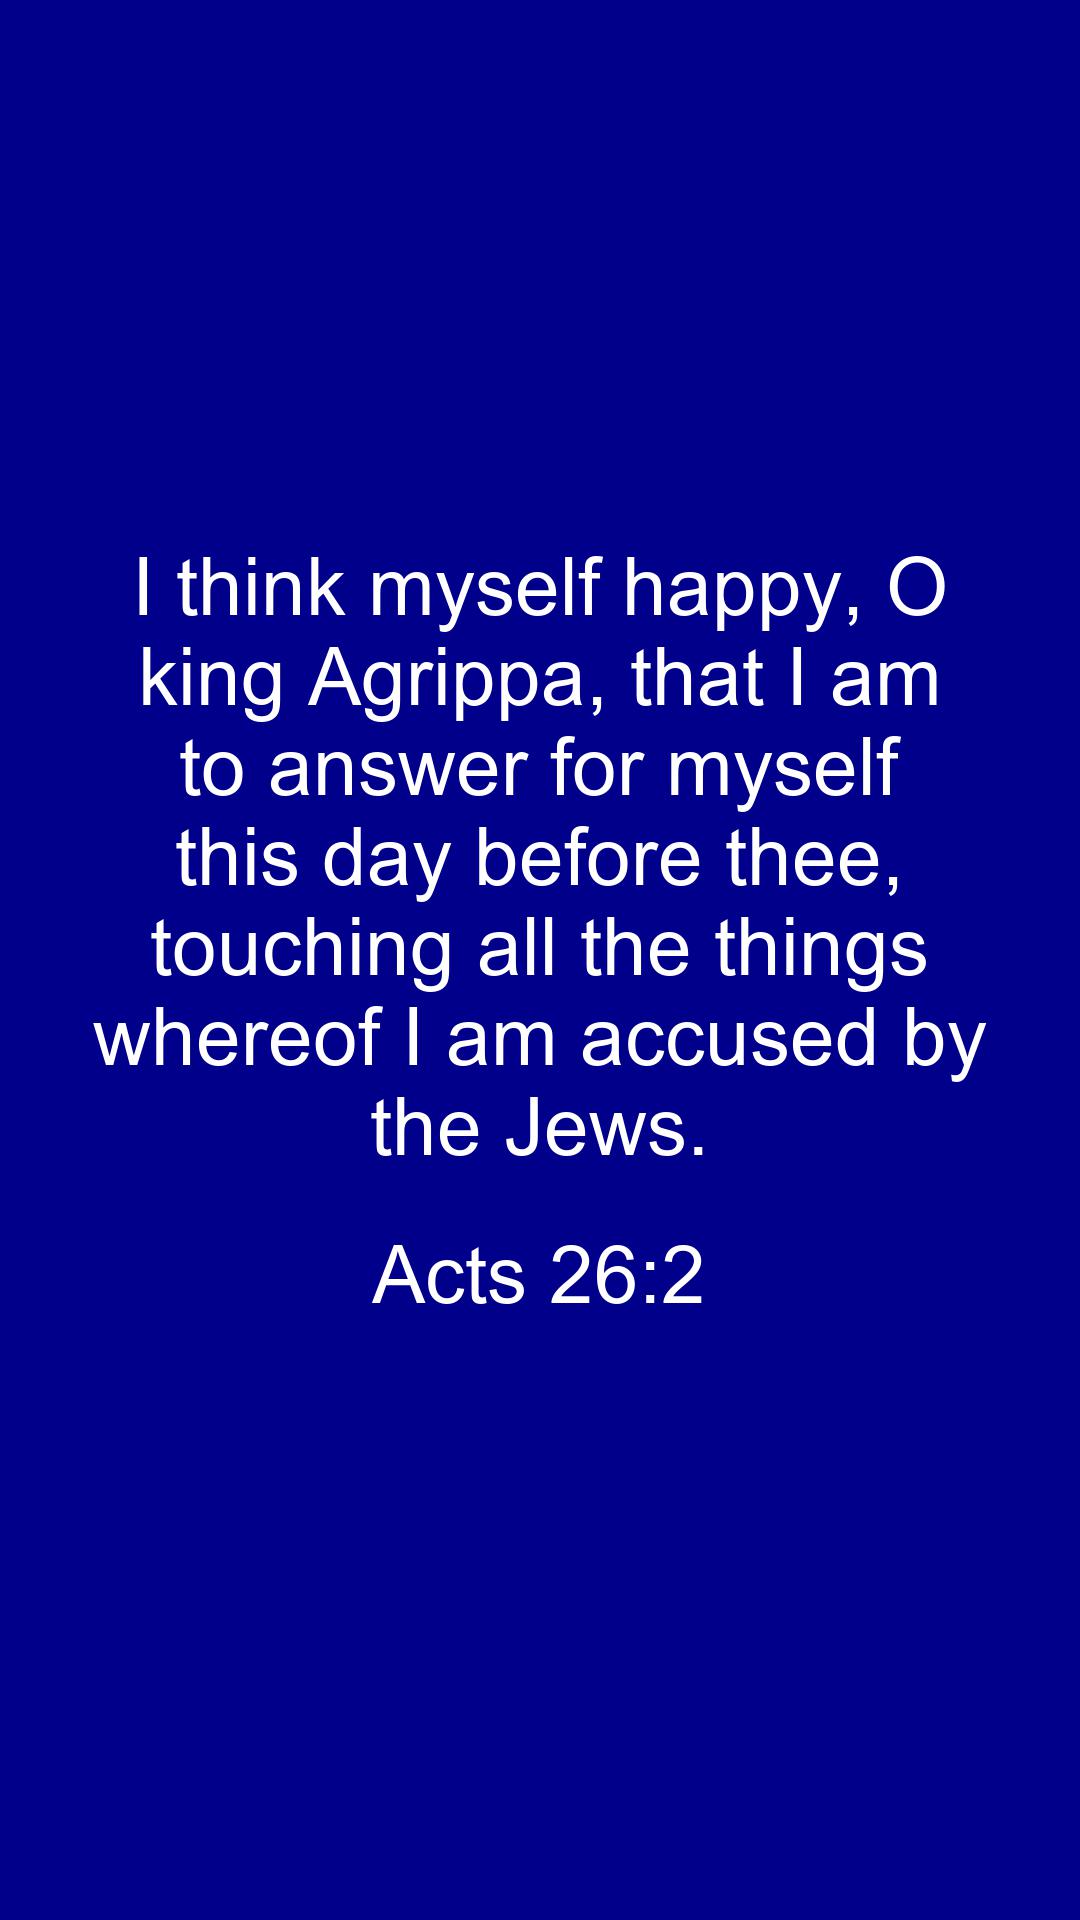 I think myself happy, O
king Agrippa, that I am
to answer for myself
this day before thee,
touching all the things
whereof I am accused by
the Jews.
Acts 26:2